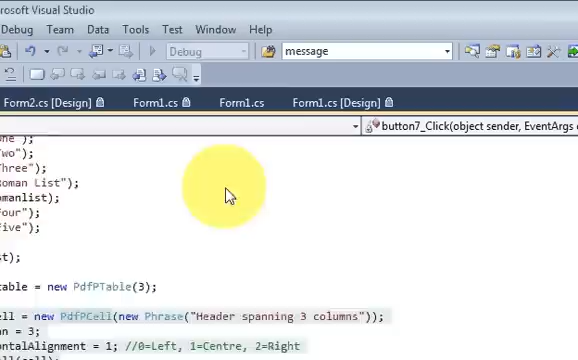 rosoft Visual Studio
Debug Team Data Tools Test Window Help
Debug message
Form2.cs [Design] Form1.cs Form1.cs Form1.cs [Design]
button7_Click(object sender, EventArgs
one");
Two");
Three");
Roman List");
omanlist);
Four");
Five");
st);
table = new PdfPTable(3);
ell = new PdfPCell(new Phrase("Header spanning 3 columns"));
an = 3;
ontalAlignment = 1; //0=Left, 1=Centre, 2=Right